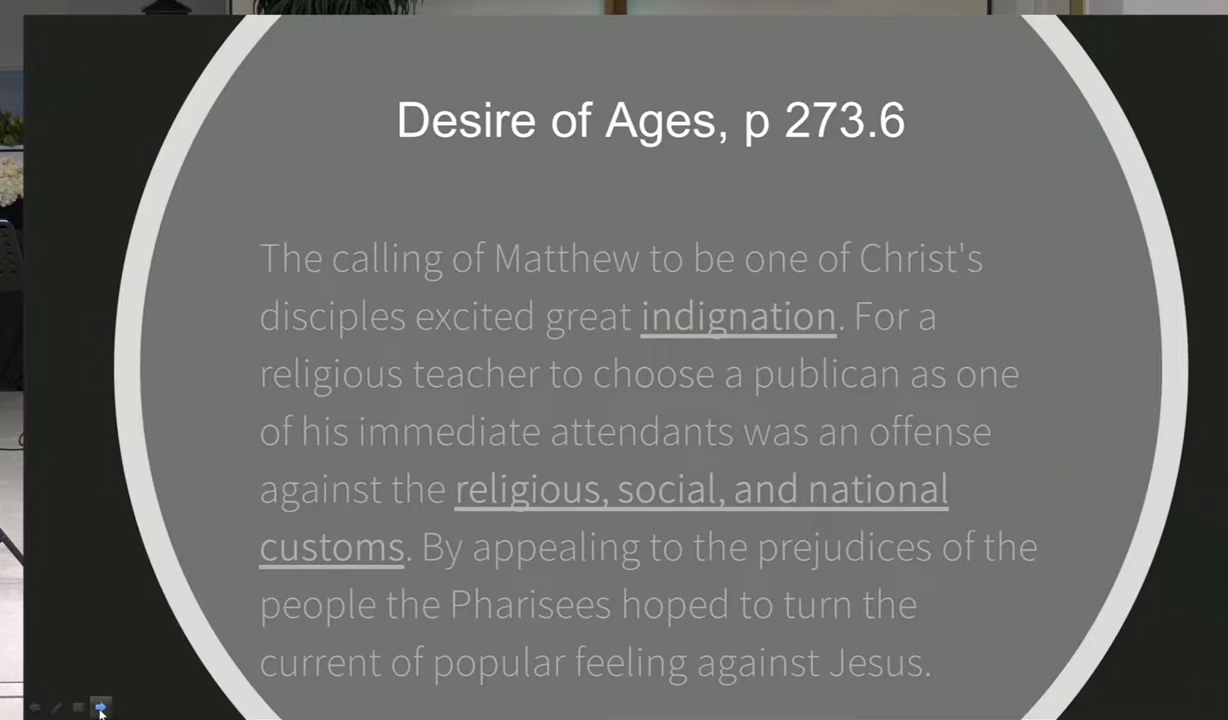 Desire of Ages, p 273.6
The calling of Matthew to be one of Christ's
disciples excited great indignation. For a
religious teacher to choose a publican as one
of his immediate attendants was an offense
against the religious, social, and national
customs. By appealing to the prejudices of the
people the Pharisees hoped to turn the
current of popular feeling against Jesus.